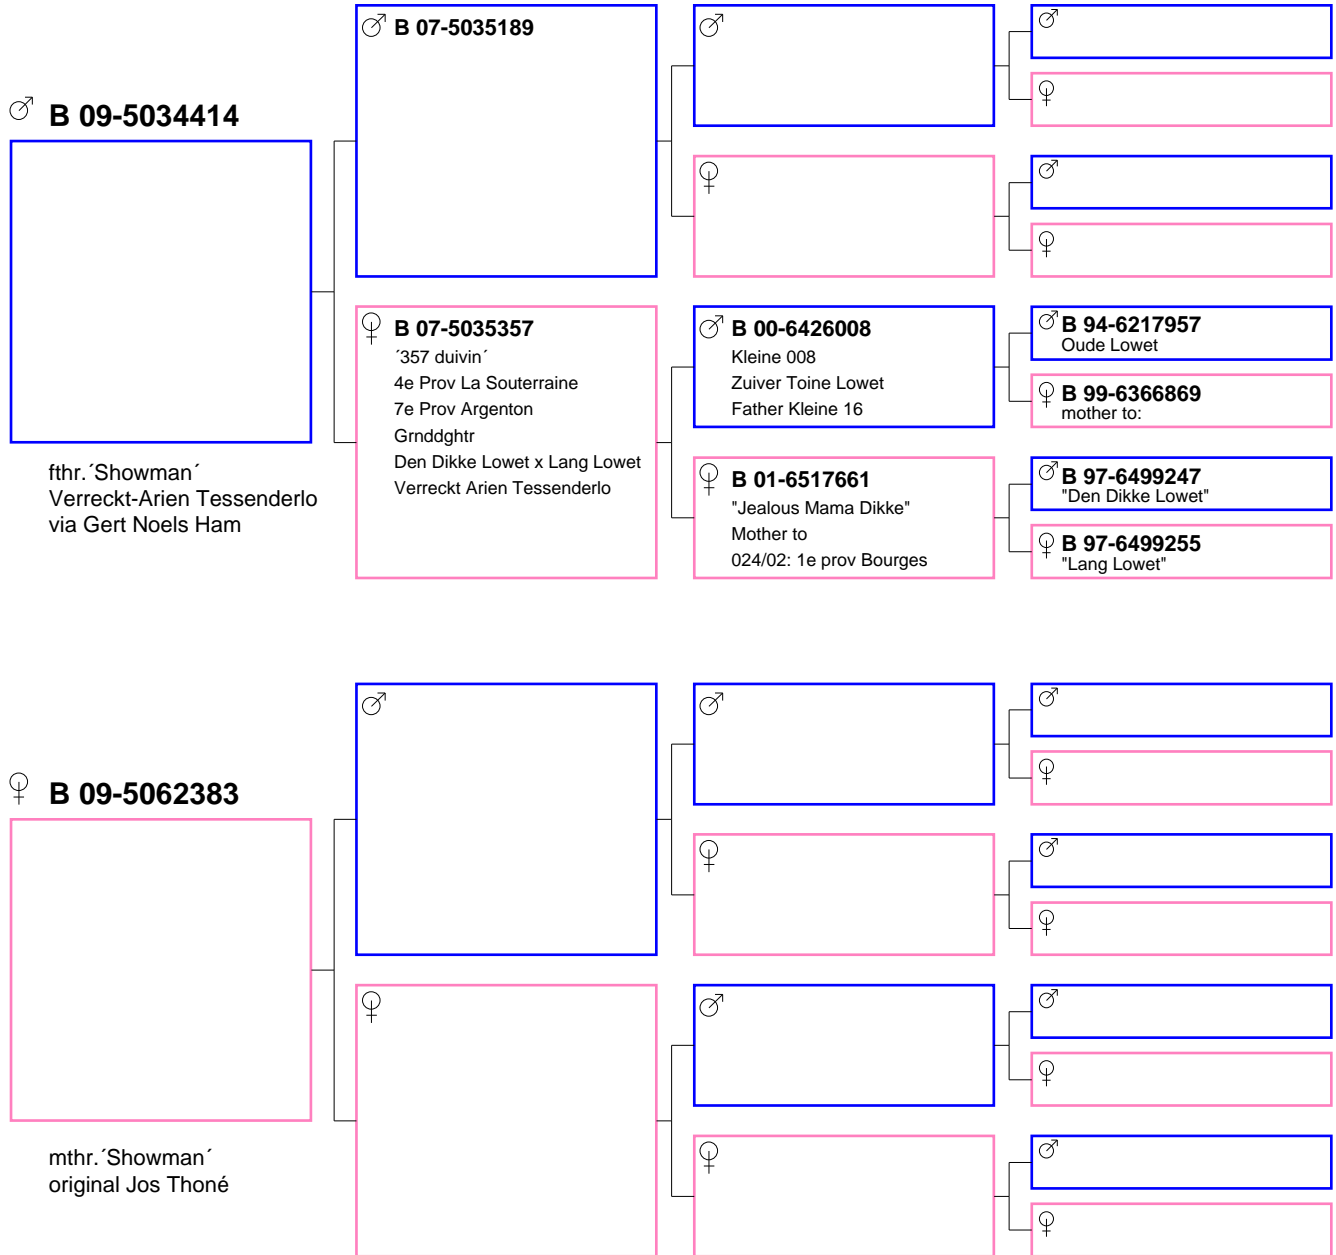 ♂ B 09-5034414
fthr.´Showman´
Verreckt-Arien Tessenderlo
via Gert Noels Ham
♂ B 07-5035189
♀ B 07-5035357
´357 duivin´
4e Prov La Souterraine
7e Prov Argenton
Grnddghtr
Den Dikke Lowet x Lang Lowet
Verreckt Arien Tessenderlo
♂ B 00-6426008
Kleine 008
Zuiver Toine Lowet
Father Kleine 16
♀ B 01-6517661
"Jealous Mama Dikke"
Mother to
024/02: 1e prov Bourges
♂ B 94-6217957
Oude Lowet
♀ B 99-6366869
mother to:
♂ B 97-6499247
"Den Dikke Lowet"
♀ B 97-6499255
"Lang Lowet"
♀ B 09-5062383
mthr.´Showman´
original Jos Thoné